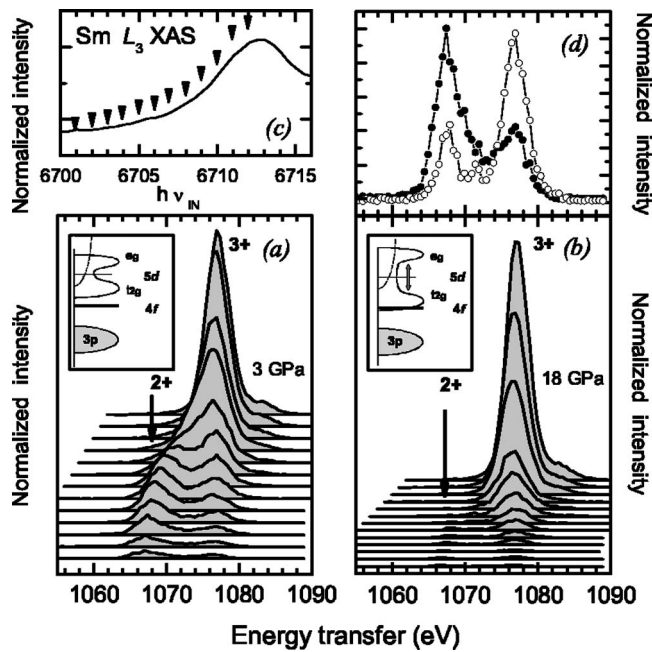 Normalized intensity
Sm L3 XAS
(c)
6700 6705 6710 6715
hνIN
(d)
Normalized intensity
Normalized intensity
eg
5d
t2g
4f
3p
3+ (a)
2+
3 GPa
1060 1070 1080 1090
eg
5d
t2g
4f
3p
3+ (b)
2+
18 GPa
1060 1070 1080 1090
Normalized intensity
Energy transfer (eV)